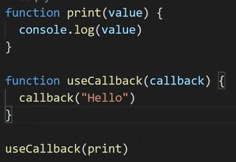 function print(value) {
  console.log(value)
}

function useCallback(callback) {
  callback("Hello")
}

useCallback(print)